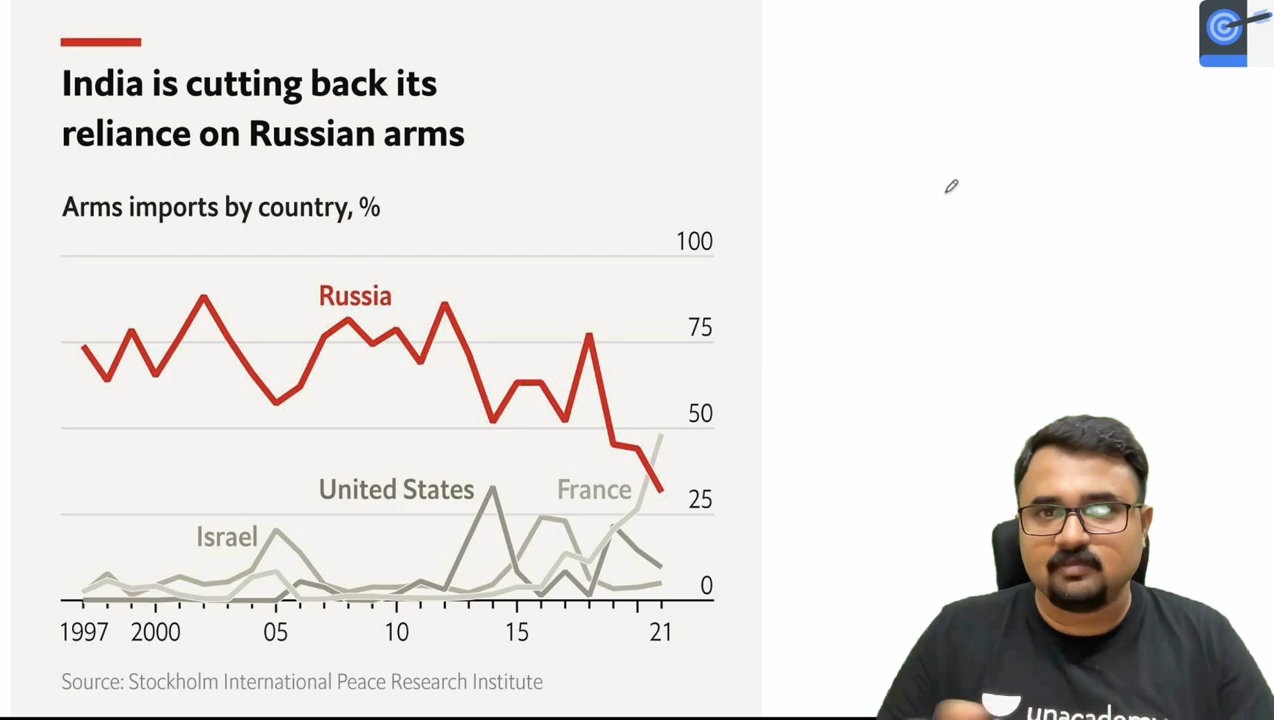 India is cutting back its
reliance on Russian arms
Arms imports by country, %
100
Russia
75
50
United States
France
25
Israel
0
1997 2000 05 10 15 21
Source: Stockholm International Peace Research Institute